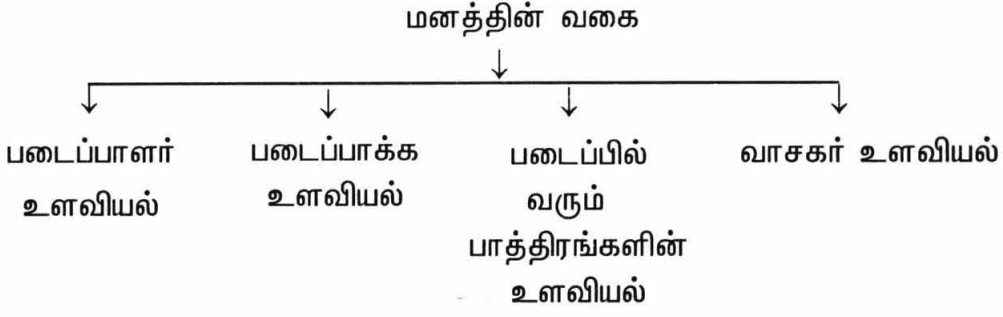 மனத்தின் வகை
படைப்பாளர்
உளவியல்
படைப்பாக்க
உளவியல்
படைப்பில்
வரும்
பாத்திரங்களின்
உளவியல்
வாசகர் உளவியல்